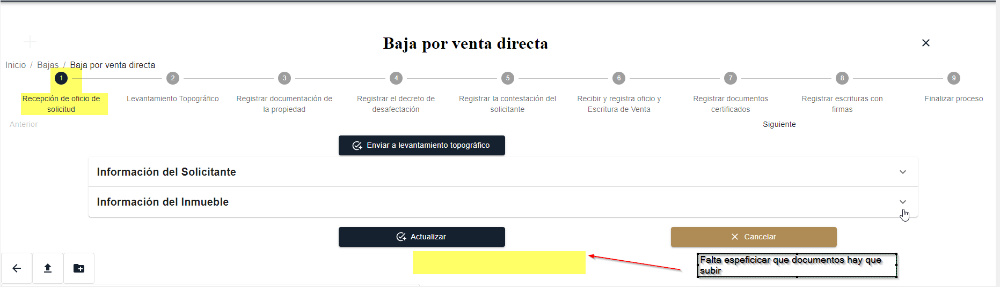 Baja por venta directa
Inicio / Bajas / Baja por venta directa
1
2
3
4
5
6
7
8
9
Recepción de oficio de
solicitud
Levantamiento Topográfico
Registrar documentación de
la propiedad
Registrar el decreto de
desafectación
Registrar la contestación del
solicitante
Recibir y registra oficio y
Escritura de Venta
Registrar documentos
certificados
Registrar escrituras con
firmas
Finalizar proceso
Anterior
Siguiente
Enviar a levantamiento topográfico
Información del Solicitante
Información del Inmueble
Actualizar
Cancelar
Falta espeficicar que documentos hay que
subir